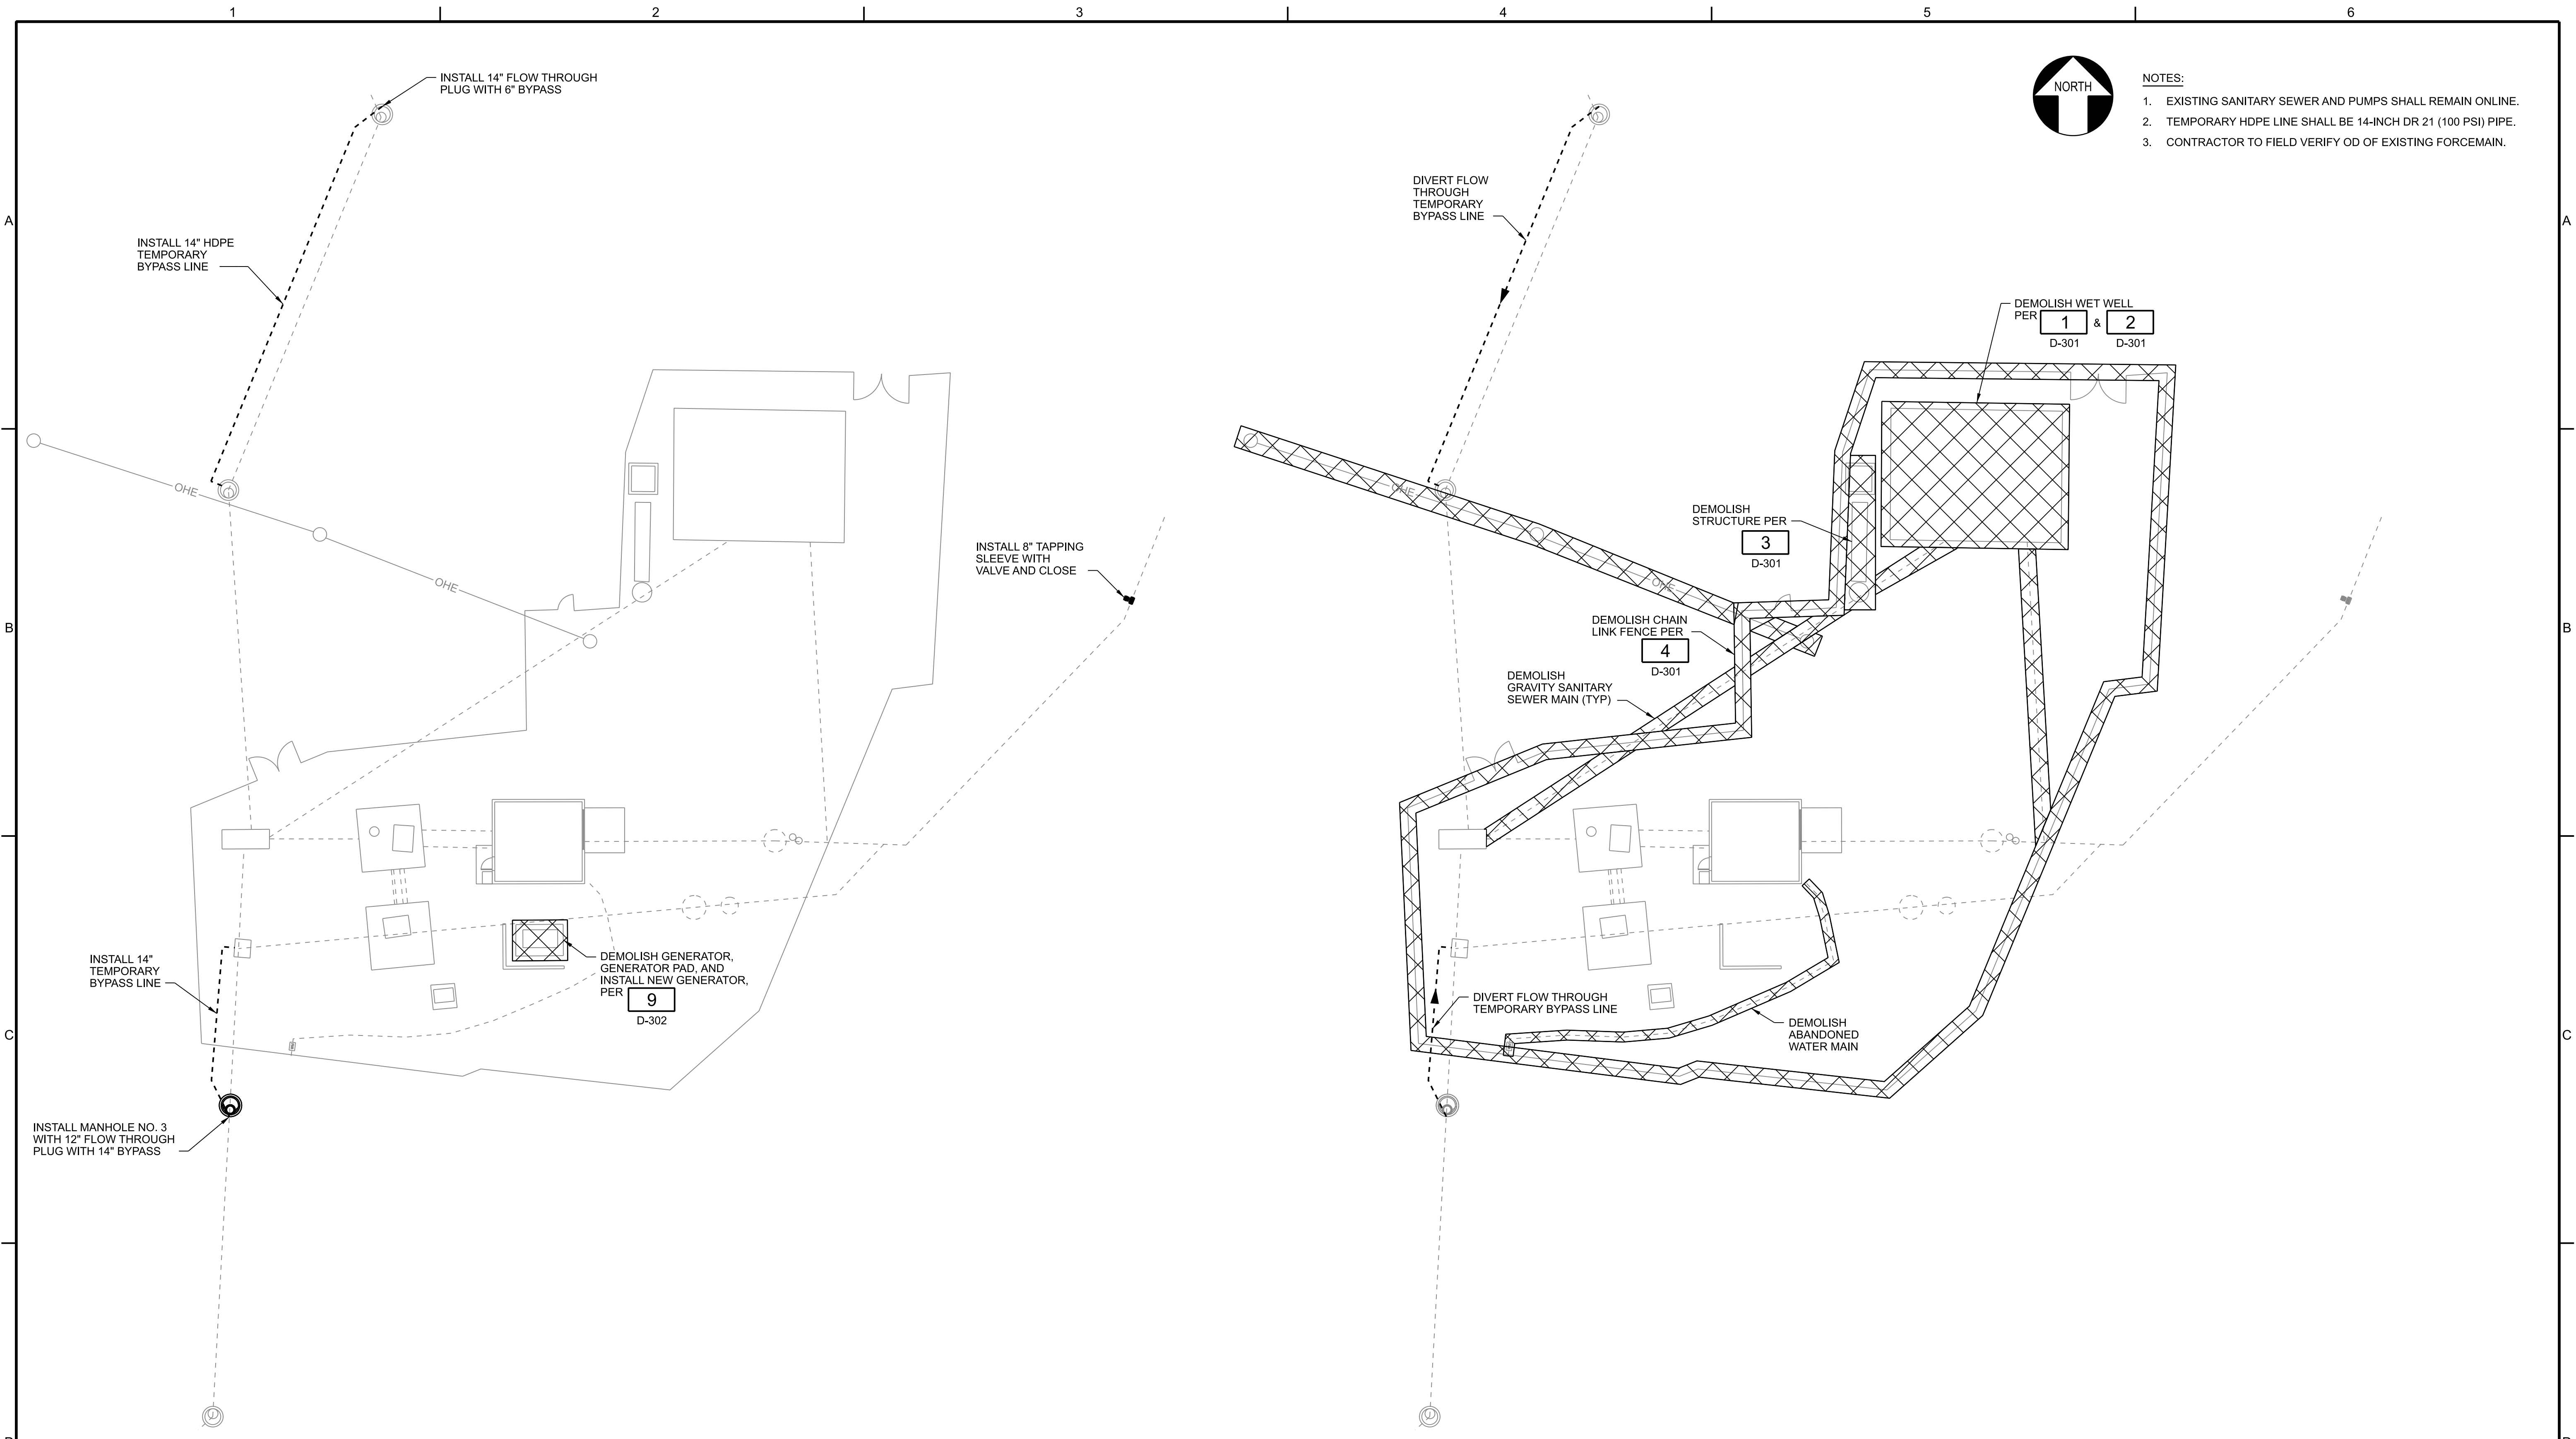 1
2
3
4
5
6
INSTALL 14" FLOW THROUGH
PLUG WITH 6" BYPASS
INSTALL 14" HDPE
TEMPORARY
BYPASS LINE
OHE
OHE
INSTALL 8" TAPPING
SLEEVE WITH
VALVE AND CLOSE
INSTALL 14"
TEMPORARY
BYPASS LINE
DEMOLISH GENERATOR,
GENERATOR PAD, AND
INSTALL NEW GENERATOR,
PER 9
D-302
INSTALL MANHOLE NO. 3
WITH 12" FLOW THROUGH
PLUG WITH 14" BYPASS
NORTH
NOTES:
1. EXISTING SANITARY SEWER AND PUMPS SHALL REMAIN ONLINE.
2. TEMPORARY HDPE LINE SHALL BE 14-INCH DR 21 (100 PSI) PIPE.
3. CONTRACTOR TO FIELD VERIFY OD OF EXISTING FORCEMAIN.
DIVERT FLOW
THROUGH
TEMPORARY
BYPASS LINE
DEMOLISH WET WELL
PER 1 & 2
D-301 D-301
OHE
OHE
DEMOLISH
STRUCTURE PER
3
D-301
DEMOLISH CHAIN
LINK FENCE PER
4
D-301
DEMOLISH
GRAVITY SANITARY
SEWER MAIN (TYP)
DIVERT FLOW THROUGH
TEMPORARY BYPASS LINE
DEMOLISH
ABANDONED
WATER MAIN
A
B
C
A
B
C